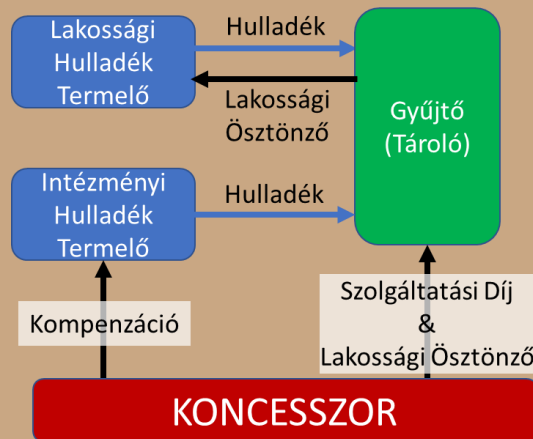 Lakossági
Hulladék
Termelő
Hulladék
Lakossági
Ösztönző
Gyűjtő
(Tároló)
Intézményi
Hulladék
Termelő
Hulladék
Kompenzáció
Szolgáltatási Díj
&
Lakossági Ösztönző
KONCESSZOR